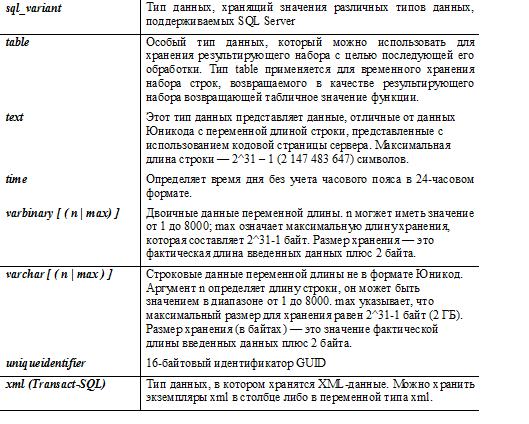 sql_variant Тип данных, хранящий значения различных типов данных,
поддерживаемых SQL Server
table Особый тип данных, который можно использовать для
хранения результирующего набора с целью последующей его
обработки. Тип table применяется для временного хранения
набора строк, возвращаемого в качестве результирующего
набора возвращающей табличное значение функции.
text Этот тип данных представляет данные, отличные от данных
Юникода с переменной длиной строки, представленные с
использованием кодовой страницы сервера. Максимальная
длина строки — 2^31 – 1 (2 147 483 647) символов.
time Определяет время дня без учета часового пояса в 24-часовом
формате.
varbinary [ ( n | max) ] Двоичные данные переменной длины. n могжет иметь значение
от 1 до 8000; max означает максимальную длину хранения,
которая составляет 2^31-1 байт. Размер хранения — это
фактическая длина введенных данных плюс 2 байта.
varchar [ ( n | max ) ] Строковые данные переменной длины не в формате Юникод.
Аргумент n определяет длину строки, он может быть
значением в диапазоне от 1 до 8000. max указывает, что
максимальный размер для хранения равен 2^31-1 байт (2 ГБ).
Размер хранения (в байтах) — это значение фактической
длины введенных данных плюс 2 байта.
uniqueidentifier 16-байтовый идентификатор GUID
xml (Transact-SQL) Тип данных, в котором хранятся XML-данные. Можно хранить
экземпляры xml в столбце либо в переменной типа xml.